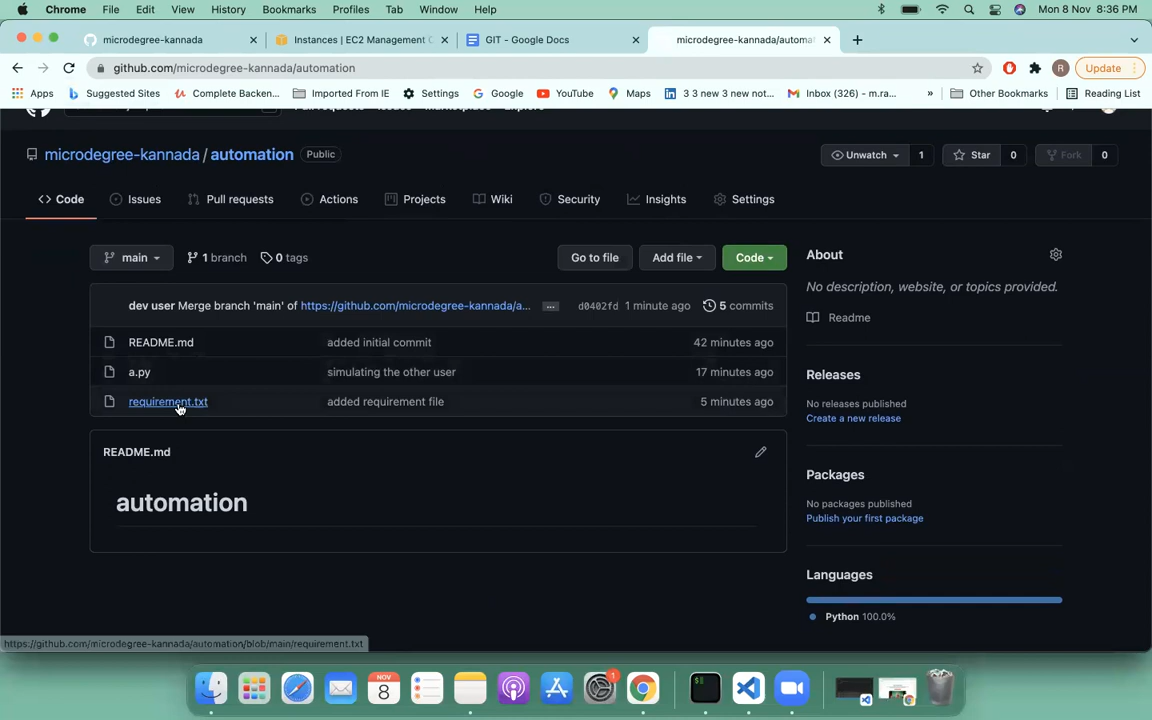 Chrome File Edit View History Bookmarks Profiles Tab Window Help Mon 8 Nov 8:36 PM
microdegree-kannada × Instances | EC2 Management C × GIT - Google Docs × microdegree-kannada/automat × +
github.com/microdegree-kannada/automation R Update
Apps Suggested Sites Complete Backen... Imported From IE Settings Google YouTube Maps 3 3 new 3 new not... Inbox (326) - m.ra... » Other Bookmarks Reading List
microdegree-kannada / automation Public Unwatch 1 Star 0 Fork 0
<> Code Issues Pull requests Actions Projects Wiki Security Insights Settings
main 1 branch 0 tags Go to file Add file Code
About
No description, website, or topics provided.
Readme
dev user Merge branch 'main' of https://github.com/microdegree-kannada/a... ... d0402fd 1 minute ago 5 commits
README.md added initial commit 42 minutes ago
a.py simulating the other user 17 minutes ago
requirement.txt added requirement file 5 minutes ago
Releases
No releases published
Create a new release
README.md
automation
Packages
No packages published
Publish your first package
Languages
Python 100.0%
https://github.com/microdegree-kannada/automation/blob/main/requirement.txt
NOV
8
1
$